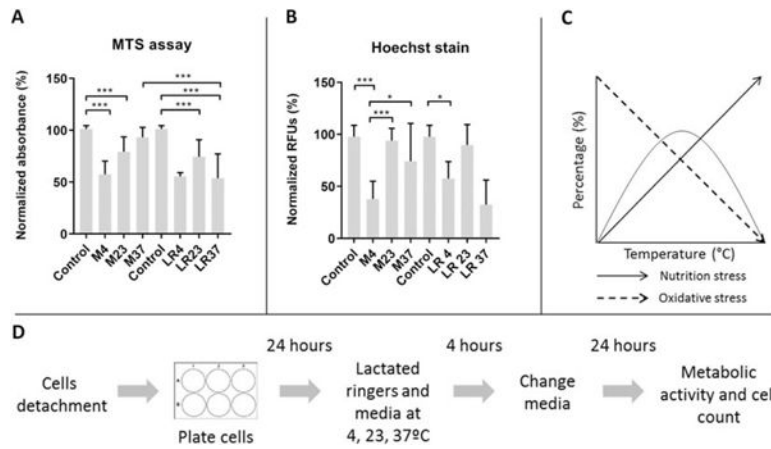 A
MTS assay
Normalized absorbance (%)
150
100
50
0
***
***
***
***
***
Control
M4
M23
M37
Control
LR4
LR23
LR37
B
Hoechst stain
Normalized RFUs (%)
150
100
50
0
***
*
***
*
Control
M4
M23
M37
Control
LR 4
LR 23
LR 37
C
Percentage (%)
Temperature (°C)
Nutrition stress
Oxidative stress
D
Cells
detachment
Plate cells
24 hours
Lactated
ringers and
media at
4, 23, 37ºC
4 hours
Change
media
24 hours
Metabolic
activity and cell
count